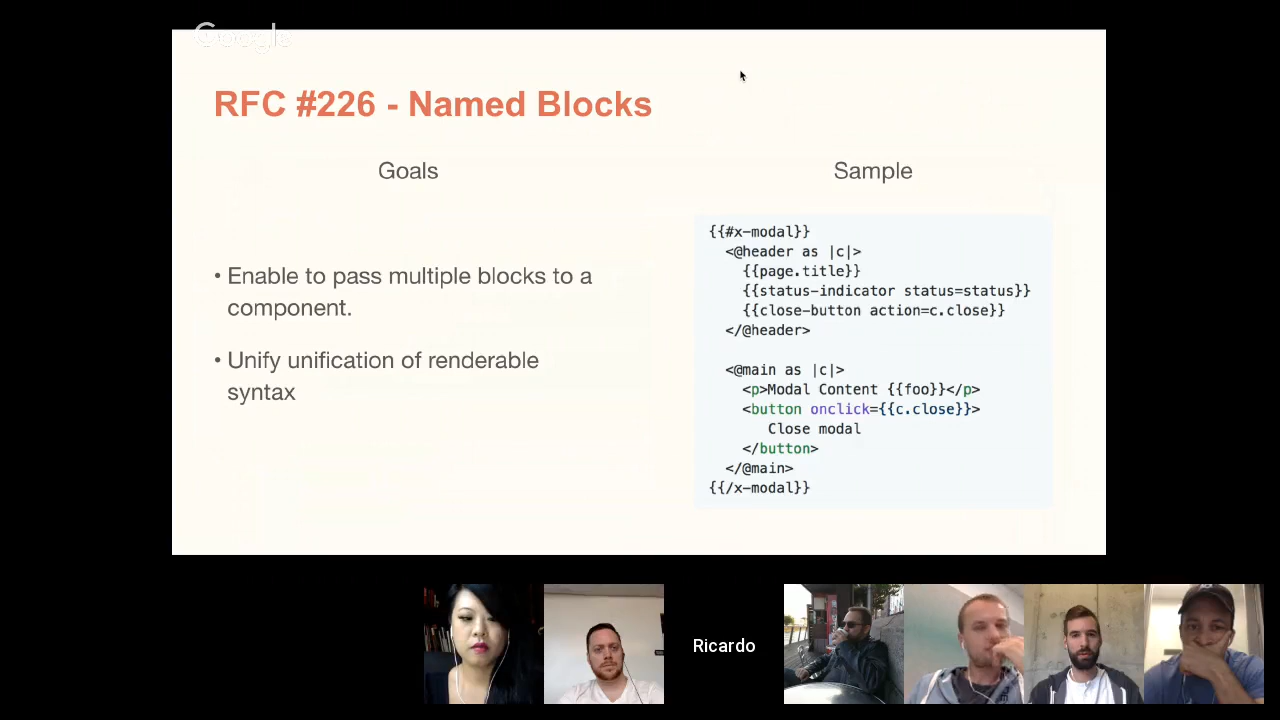 Google
RFC #226 - Named Blocks
Goals
Sample
• Enable to pass multiple blocks to a
component.
• Unify unification of renderable
syntax
{{#x-modal}}
<@header as |c|>
{{page.title}}
{{status-indicator status=status}}
{{close-button action=c.close}}
</@header>
<@main as |c|>
<p>Modal Content {{foo}}</p>
<button onclick={{c.close}}>
Close modal
</button>
</@main>
{{/x-modal}}
Ricardo